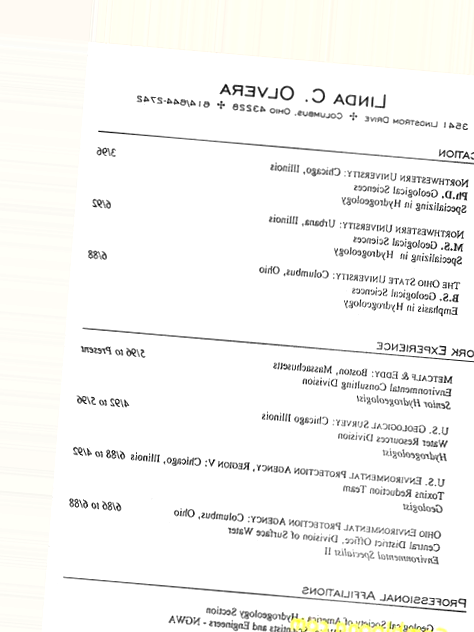 LINDA C. OLVERA
3541 LINDSTROM DRIVE ✣ COLUMBUS, OHIO 43228 ✣ 614/844-2742
CATION
NORTHWESTERN UNIVERSITY: Chicago, Illinois 3/96
Ph.D. Geological Sciences
Specializing in Hydrogeology
NORTHWESTERN UNIVERSITY: Urbana, Illinois 6/92
M.S. Geological Sciences
Specializing in Hydrogeology
THE OHIO STATE UNIVERSITY: Columbus, Ohio 6/88
B.S. Geological Sciences
Emphasis in Hydrogeology
ORK EXPERIENCE
METCALF & EDDY: Boston, Massachusetts 5/96 to Present
Environmental Consulting Division
Senior Hydrogeologist
U.S. GEOLOGICAL SURVEY: Chicago Illinois 4/92 to 5/96
Water Resources Division
Hydrogeologist
U.S. ENVIRONMENTAL PROTECTION AGENCY, REGION V: Chicago, Illinois 6/88 to 4/92
Toxins Reduction Team
Geologist
OHIO ENVIRONMENTAL PROTECTION AGENCY: Columbus, Ohio 6/86 to 6/88
Central District Office, Division of Surface Water
Environmental Specialist II
PROFESSIONAL AFFILIATIONS
Geological Society of America, Hydrogeology Section
Scientists and Engineers - NGWA